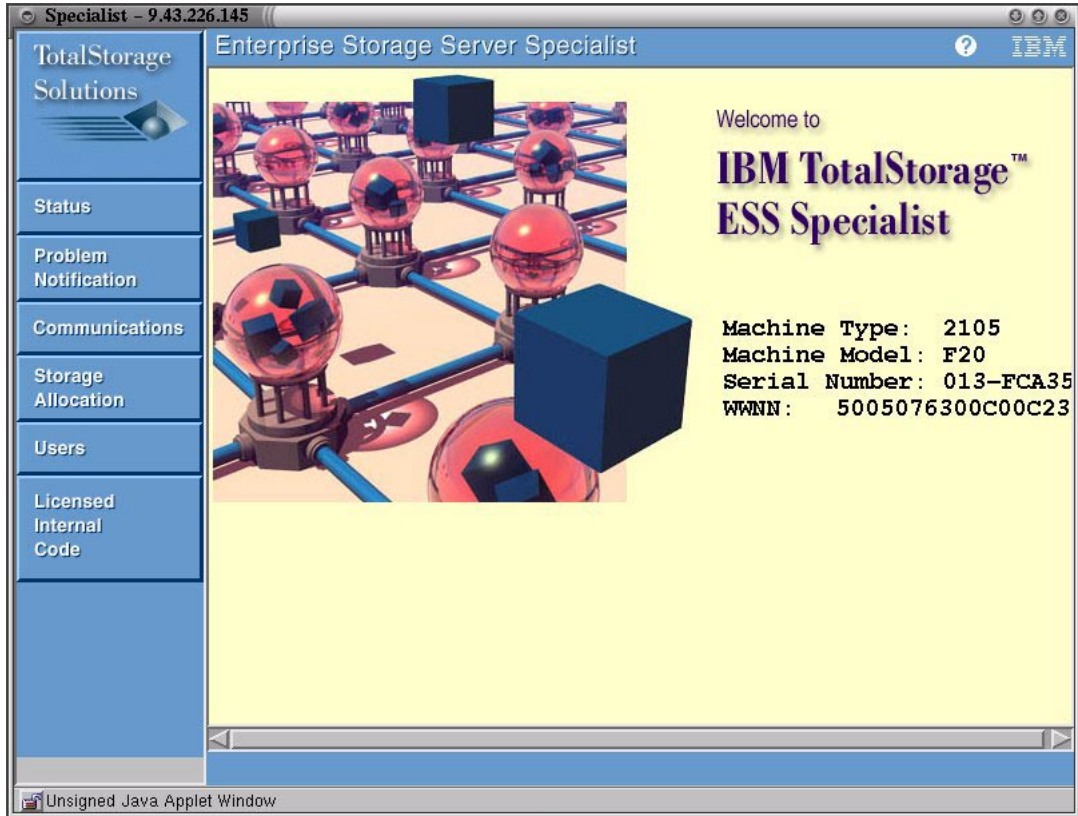 Specialist – 9.43.226.145
TotalStorage
Solutions
Enterprise Storage Server Specialist
?
IBM
Status
Problem
Notification
Communications
Storage
Allocation
Users
Licensed
Internal
Code
Welcome to
IBM TotalStorage™
ESS Specialist
Machine Type: 2105
Machine Model: F20
Serial Number: 013–FCA35
WWNN: 5005076300C00C23
Unsigned Java Applet Window